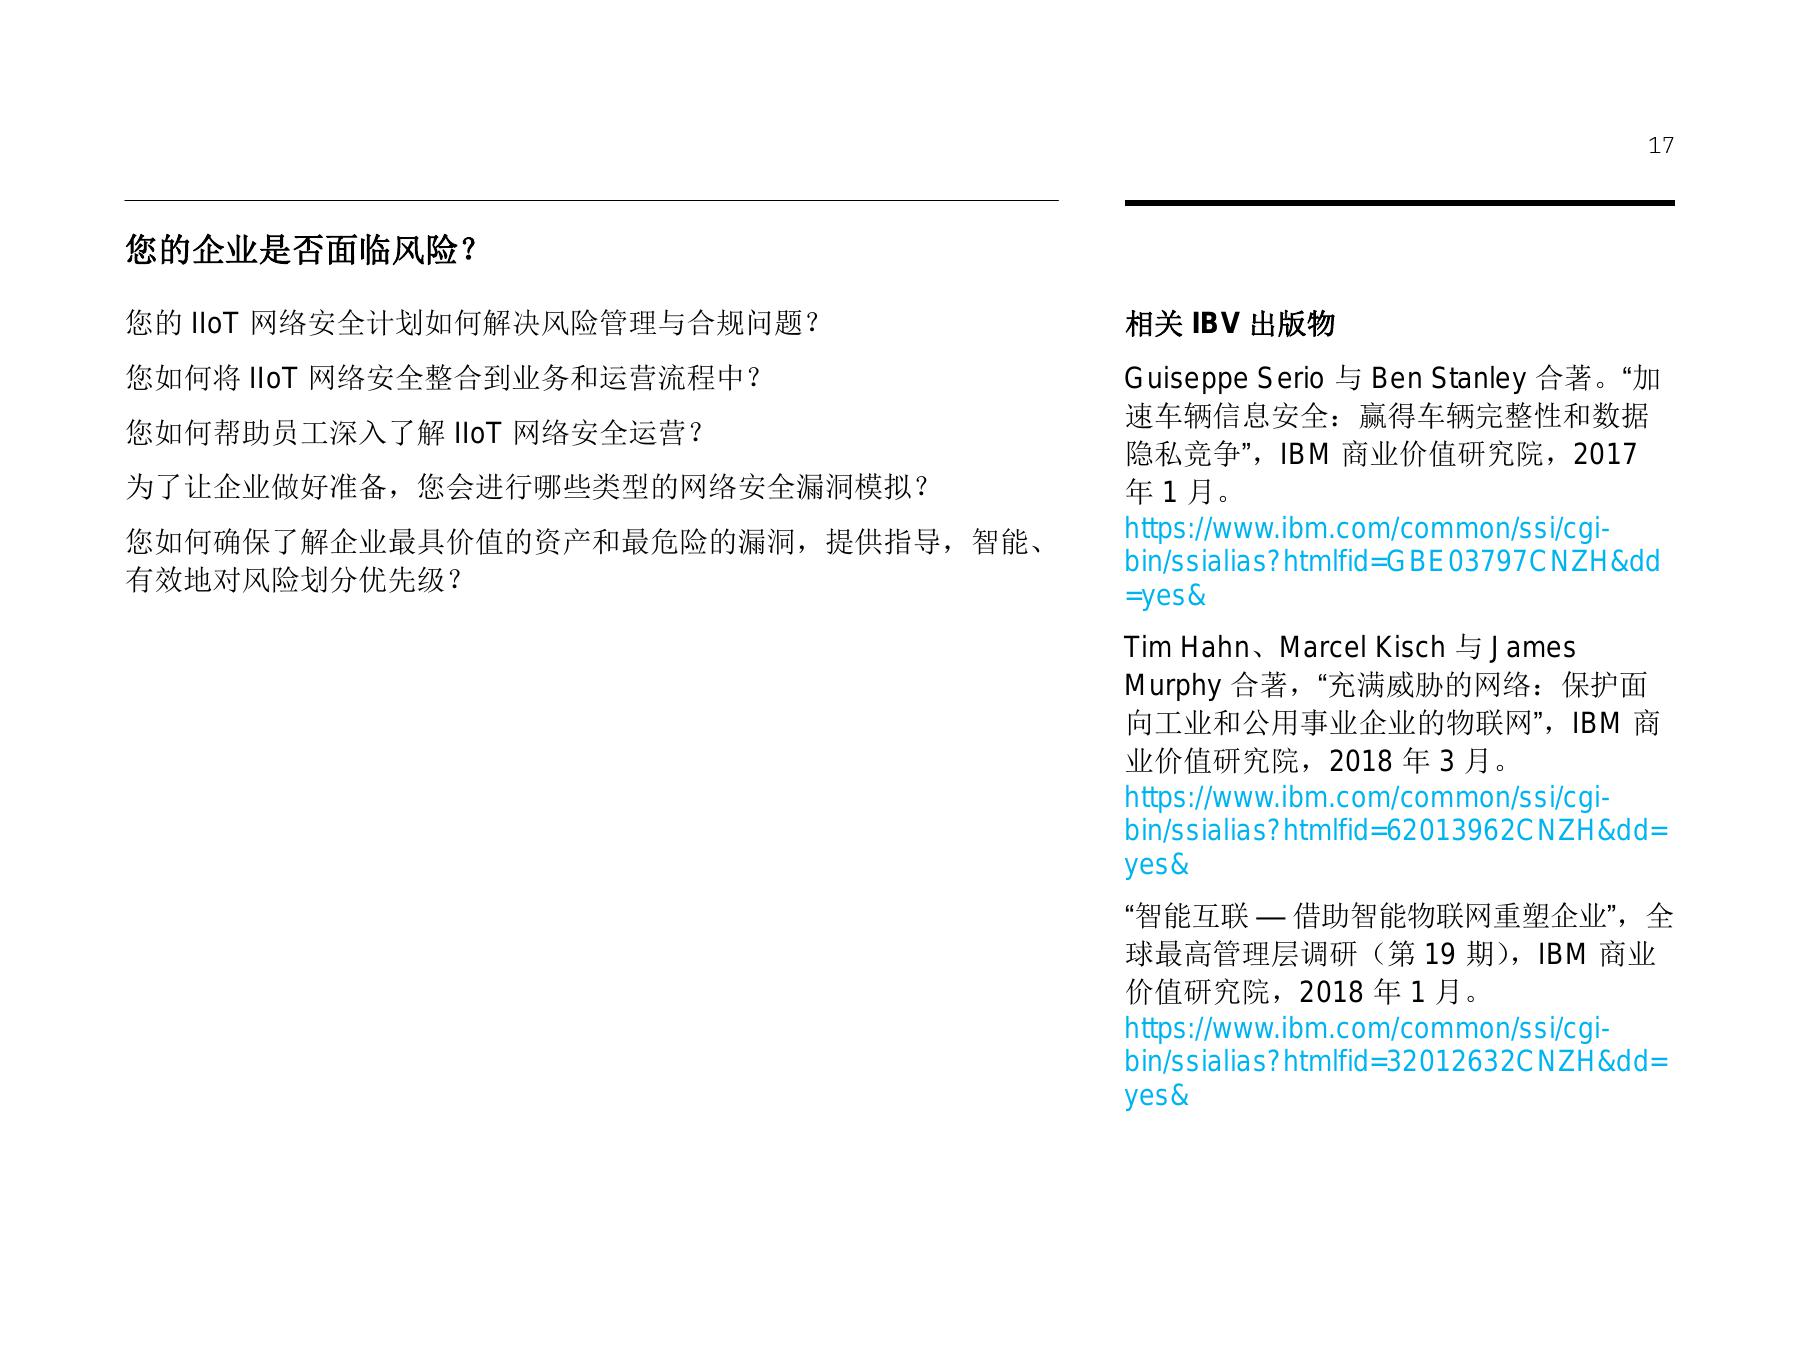 17
您的企业是否面临风险？
您的 IIoT 网络安全计划如何解决风险管理与合规问题？
您如何将 IIoT 网络安全整合到业务和运营流程中？
您如何帮助员工深入了解 IIoT 网络安全运营？
为了让企业做好准备，您会进行哪些类型的网络安全漏洞模拟？
您如何确保了解企业最具价值的资产和最危险的漏洞，提供指导，智能、
有效地对风险划分优先级？
相关 IBV 出版物
Guiseppe Serio 与 Ben Stanley 合著。“加
速车辆信息安全：赢得车辆完整性和数据
隐私竞争”，IBM 商业价值研究院，2017
年 1 月。
https://www.ibm.com/common/ssi/cgi-
bin/ssialias?htmlfid=GBE03797CNZH&dd
=yes&
Tim Hahn、Marcel Kisch 与 James
Murphy 合著，“充满威胁的网络：保护面
向工业和公用事业企业的物联网”，IBM 商
业价值研究院，2018 年 3 月。
https://www.ibm.com/common/ssi/cgi-
bin/ssialias?htmlfid=62013962CNZH&dd=
yes&
“智能互联 — 借助智能物联网重塑企业”，全
球最高管理层调研（第 19 期），IBM 商业
价值研究院，2018 年 1 月。
https://www.ibm.com/common/ssi/cgi-
bin/ssialias?htmlfid=32012632CNZH&dd=
yes&